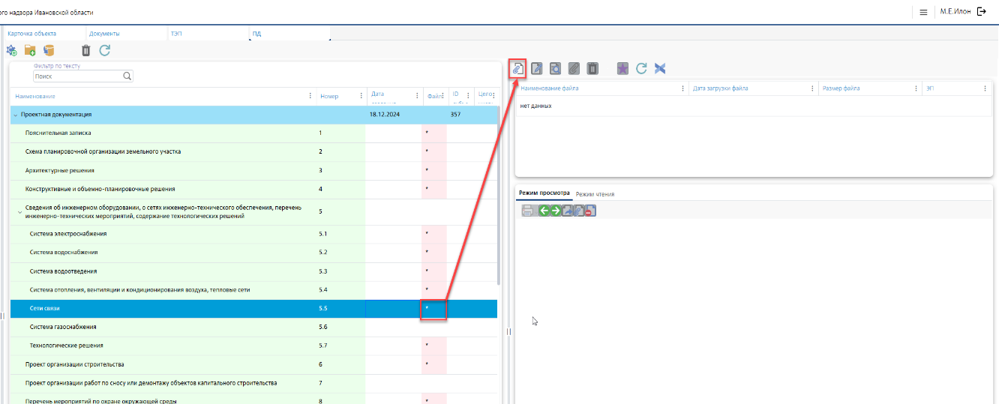 ого надзора Ивановской области
М.Е.Илон
Карточка объекта
Документы
ТЭП
ПД
Фильтр по тексту
Поиск
Наименование
Номер
Дата
Файл
ID
Проектная документация 18.12.2024 357
Пояснительная записка 1 *
Схема планировочной организации земельного участка 2 *
Архитектурные решения 3 *
Конструктивные и объемно-планировочные решения 4 *
Сведения об инженерном оборудовании, о сетях инженерно-технического обеспечения, перечень
инженерно-технических мероприятий, содержание технологических решений 5
Система электроснабжения 5.1 *
Система водоснабжения 5.2 *
Система водоотведения 5.3 *
Система отопления, вентиляции и кондиционирования воздуха, тепловые сети 5.4 *
Сети связи 5.5 *
Система газоснабжения 5.6
Технологические решения 5.7 *
Проект организации строительства 6 *
Проект организации работ по сносу или демонтажу объектов капитального строительства 7
Перечень мероприятий по охране окружающей среды 8 *
Наименование файла
Дата загрузки файла
Размер файла
ЭП
нет данных
Режим просмотра
Режим чтения